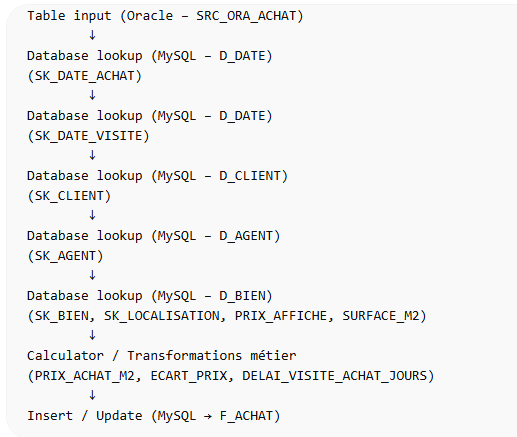 Table input (Oracle – SRC_ORA_ACHAT)
↓
Database lookup (MySQL – D_DATE)
(SK_DATE_ACHAT)
↓
Database lookup (MySQL – D_DATE)
(SK_DATE_VISITE)
↓
Database lookup (MySQL – D_CLIENT)
(SK_CLIENT)
↓
Database lookup (MySQL – D_AGENT)
(SK_AGENT)
↓
Database lookup (MySQL – D_BIEN)
(SK_BIEN, SK_LOCALISATION, PRIX_AFFICHE, SURFACE_M2)
↓
Calculator / Transformations métier
(PRIX_ACHAT_M2, ECART_PRIX, DELAI_VISITE_ACHAT_JOURS)
↓
Insert / Update (MySQL → F_ACHAT)